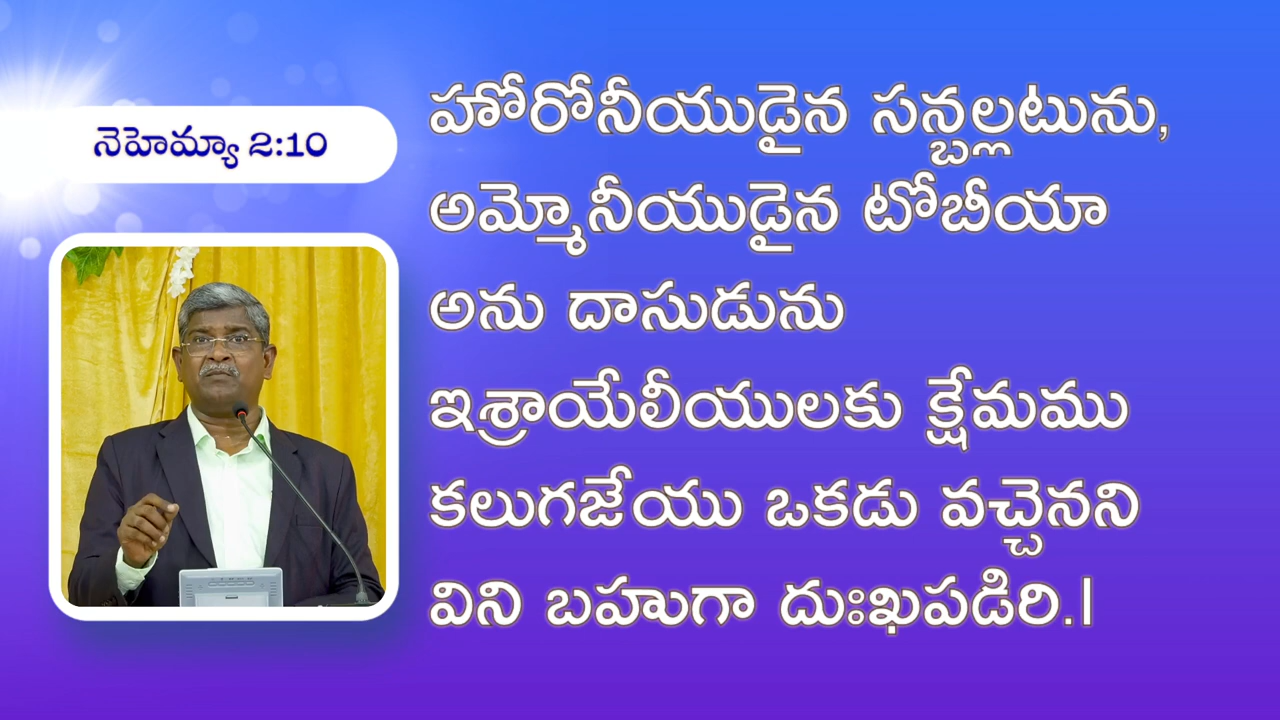 నెహెమ్యా 2:10
హోరోనీయుడైన సన్బల్లటును,
అమ్మోనీయుడైన టోబీయా
అను దాసుడును
ఇశ్రాయేలీయులకు క్షేమము
కలుగజేయు ఒకడు వచ్చెనని
విని బహుగా దుఃఖపడిరి.|